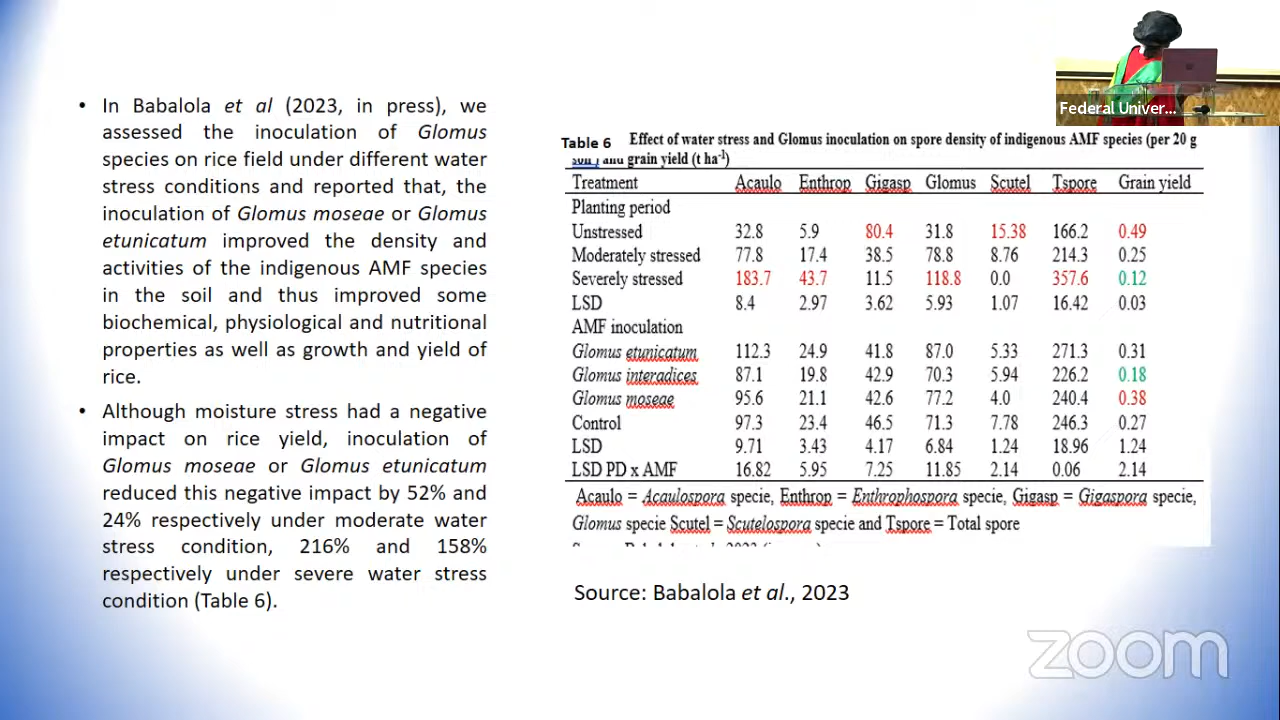 Federal Univer...
• In Babalola et al (2023, in press), we
assessed the inoculation of Glomus
species on rice field under different water
stress conditions and reported that, the
inoculation of Glomus moseae or Glomus
etunicatum improved the density and
activities of the indigenous AMF species
in the soil and thus improved some
biochemical, physiological and nutritional
properties as well as growth and yield of
rice.
• Although moisture stress had a negative
impact on rice yield, inoculation of
Glomus moseae or Glomus etunicatum
reduced this negative impact by 52% and
24% respectively under moderate water
stress condition, 216% and 158%
respectively under severe water stress
condition (Table 6).
Table 6 Effect of water stress and Glomus inoculation on spore density of indigenous AMF species (per 20 g
soil ) and grain yield (t ha-1)
Treatment Acaulo Enthrop Gigasp Glomus Scutel Tspore Grain yield
Planting period
Unstressed 32.8 5.9 80.4 31.8 15.38 166.2 0.49
Moderately stressed 77.8 17.4 38.5 78.8 8.76 214.3 0.25
Severely stressed 183.7 43.7 11.5 118.8 0.0 357.6 0.12
LSD 8.4 2.97 3.62 5.93 1.07 16.42 0.03
AMF inoculation
Glomus etunicatum 112.3 24.9 41.8 87.0 5.33 271.3 0.31
Glomus interadices 87.1 19.8 42.9 70.3 5.94 226.2 0.18
Glomus moseae 95.6 21.1 42.6 77.2 4.0 240.4 0.38
Control 97.3 23.4 46.5 71.3 7.78 246.3 0.27
LSD 9.71 3.43 4.17 6.84 1.24 18.96 1.24
LSD PD x AMF 16.82 5.95 7.25 11.85 2.14 0.06 2.14
Acaulo = Acaulospora specie, Enthrop = Enthrophospora specie, Gigasp = Gigaspora specie,
Glomus specie Scutel = Scutelospora specie and Tspore = Total spore
Source: Babalola et al., 2023
zoom